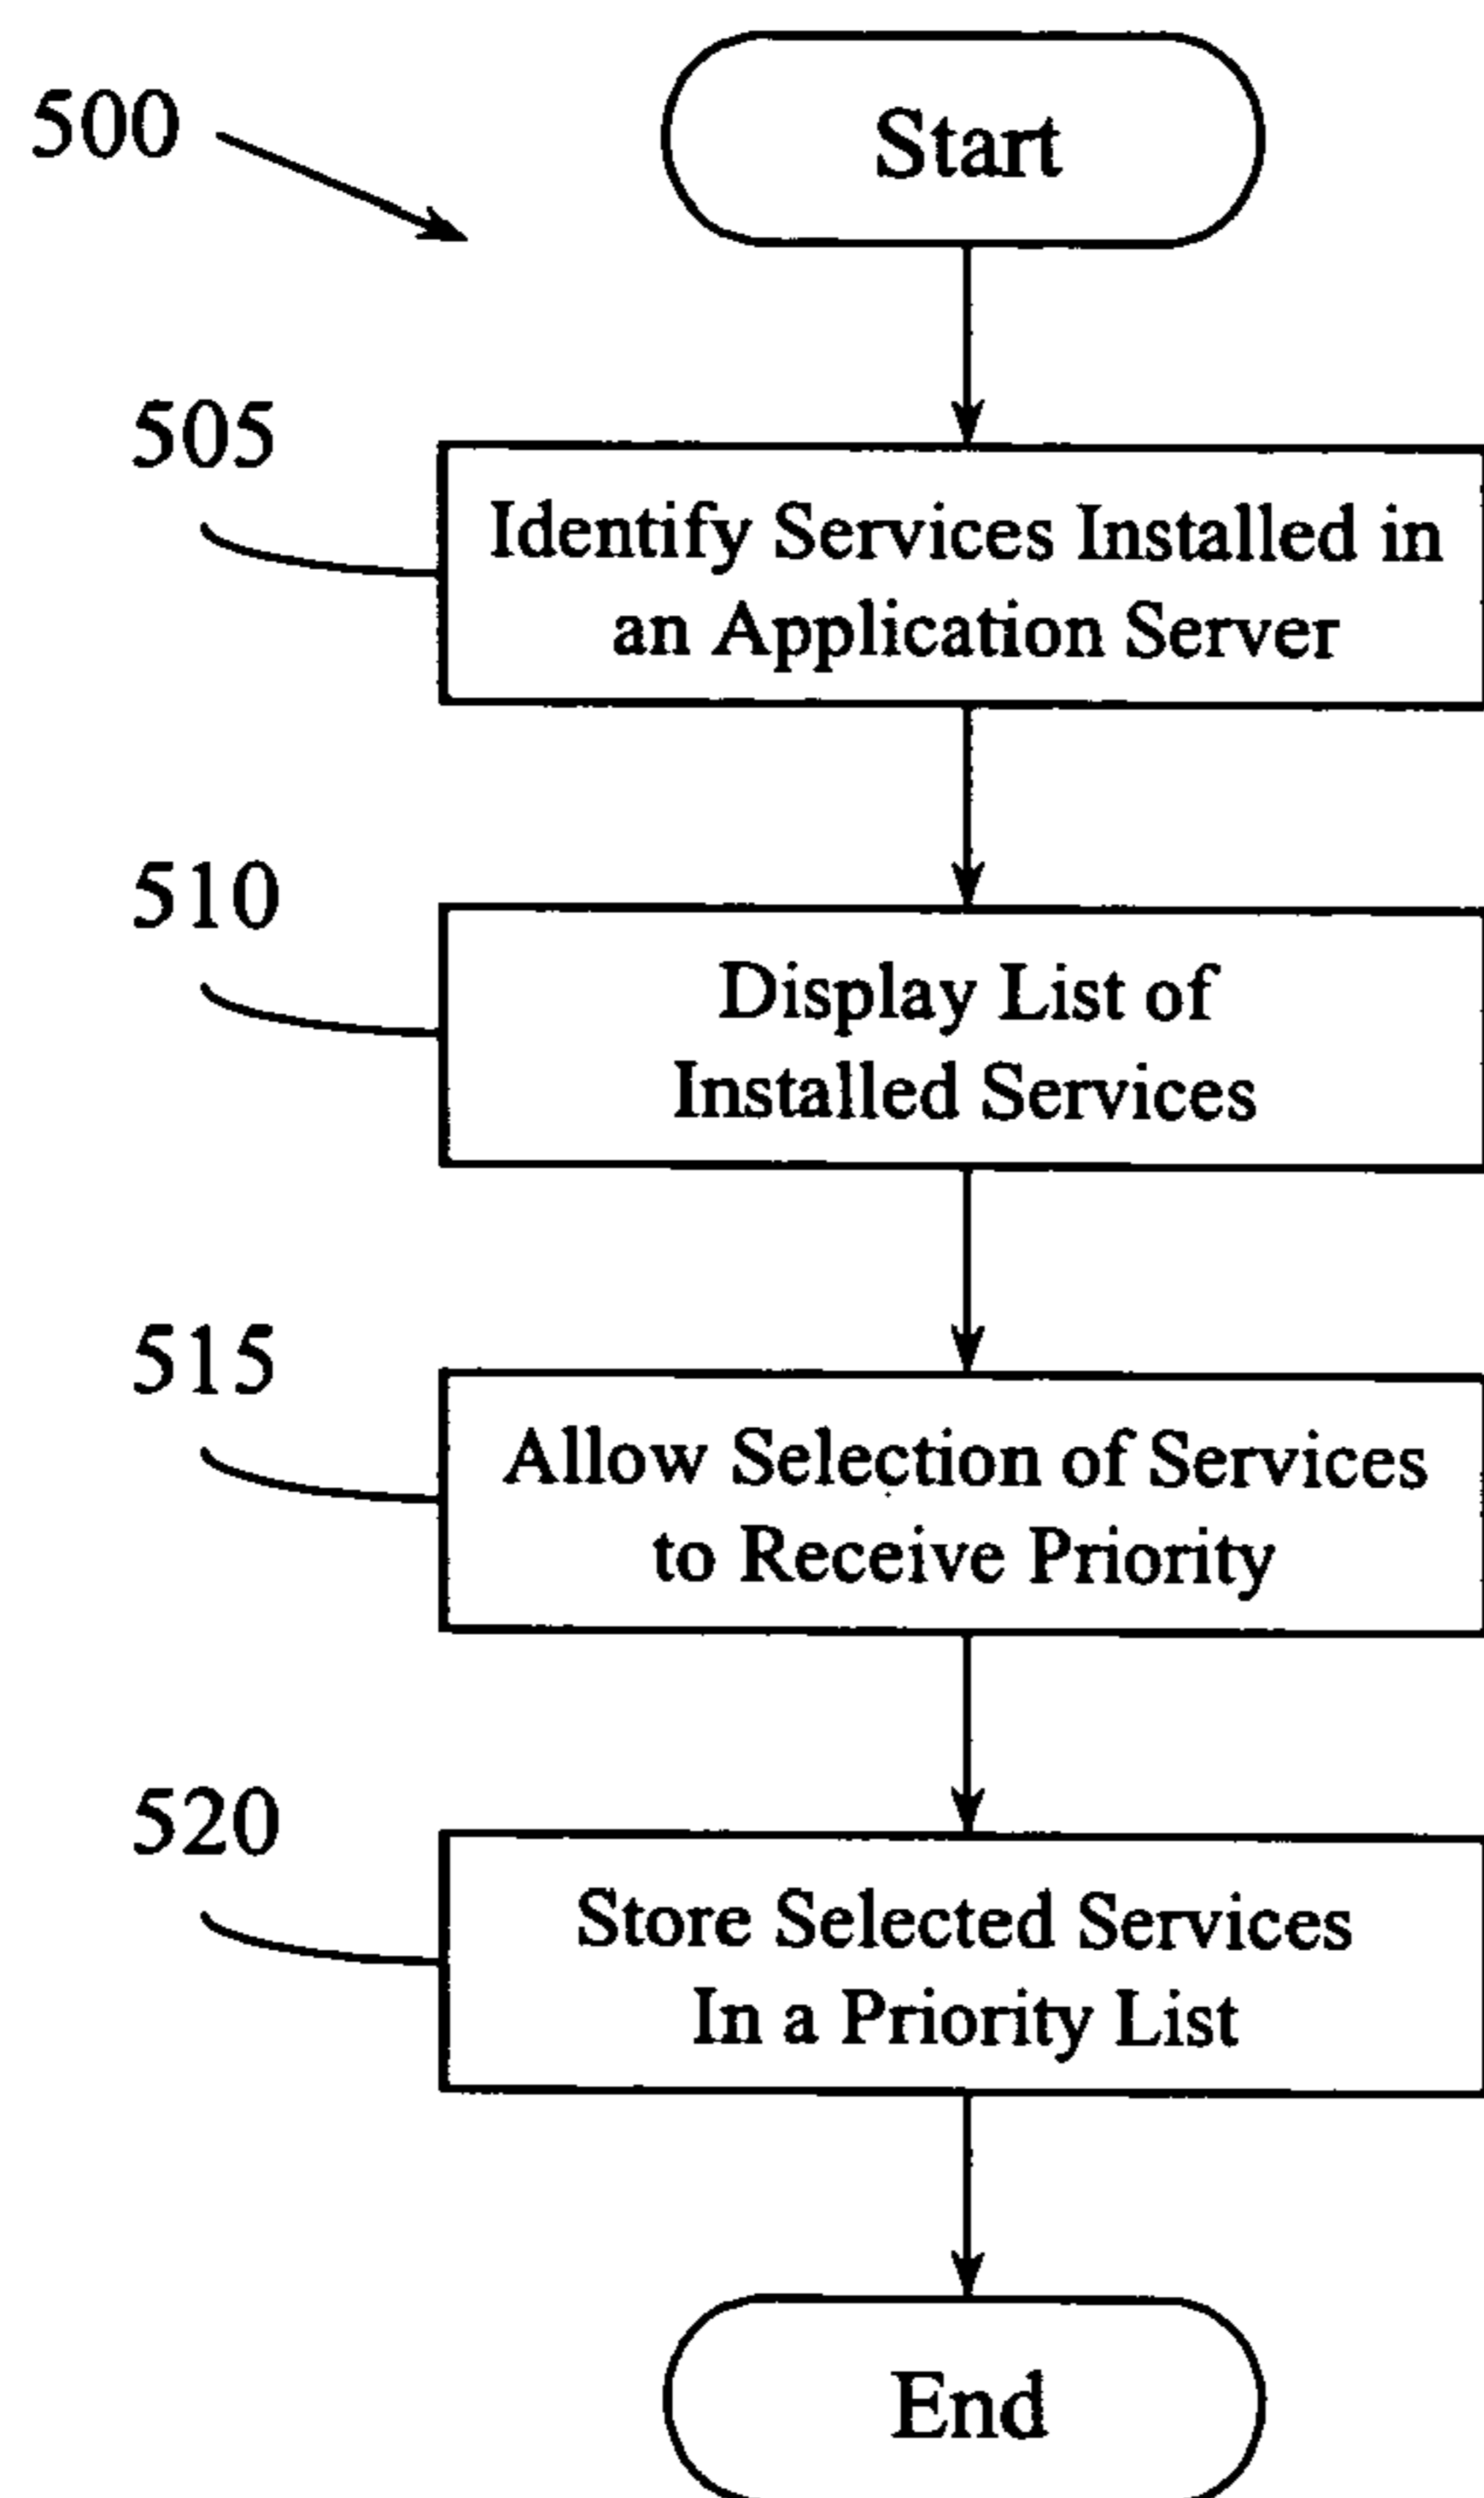 500
Start
505
Identify Services Installed in
an Application Server
510
Display List of
Installed Services
515
Allow Selection of Services
to Receive Priority
520
Store Selected Services
In a Priority List
End